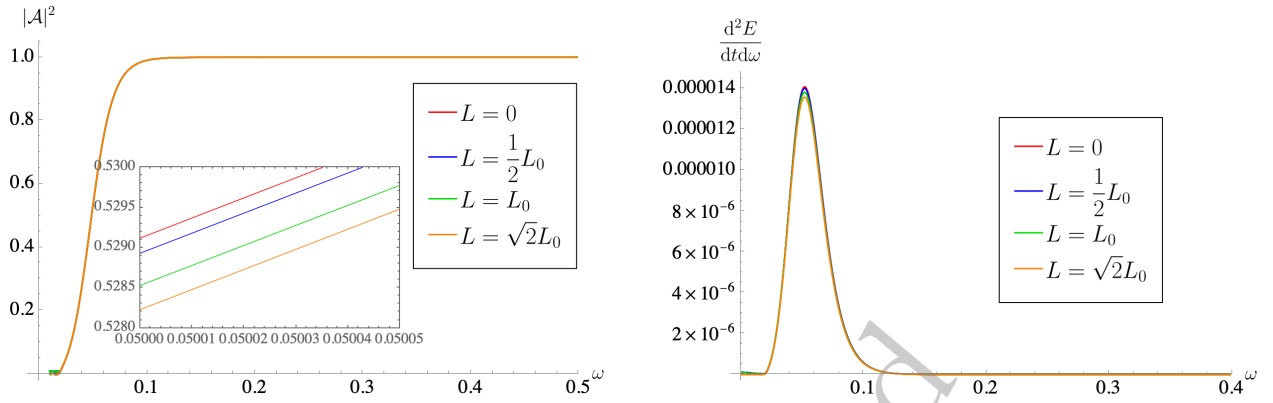 |𝒜|²
1.0
0.8
0.6
0.4
0.2
0.1
0.2
0.3
0.4
0.5
ω
0.5300
0.5295
0.5290
0.5285
0.5280
0.05000 0.05001 0.05002 0.05003 0.05004 0.05005
L = 0
L = 1/2 L₀
L = L₀
L = √2L₀
d²E
dtdω
0.000014
0.000012
0.000010
8 × 10⁻⁶
6 × 10⁻⁶
4 × 10⁻⁶
2 × 10⁻⁶
0.1
0.2
0.3
0.4
ω
L = 0
L = 1/2 L₀
L = L₀
L = √2L₀